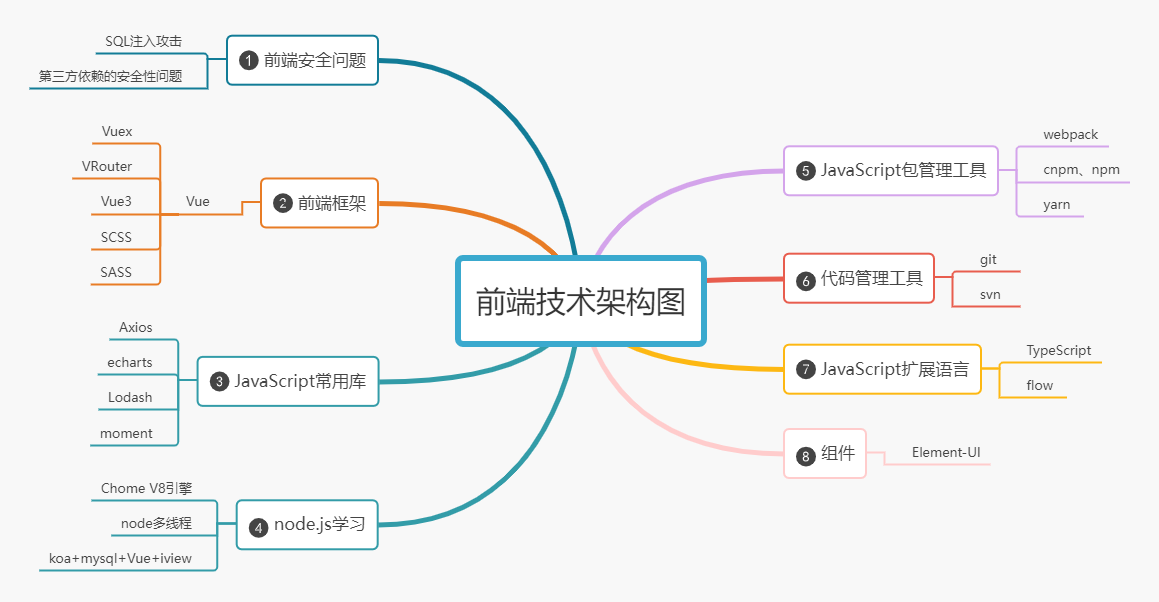 前端技术架构图
1 前端安全问题
SQL注入攻击
第三方依赖的安全性问题
2 前端框架
Vue
Vuex
VRouter
Vue3
SCSS
SASS
3 JavaScript常用库
Axios
echarts
Lodash
moment
4 node.js学习
Chome V8引擎
node多线程
koa+mysql+Vue+iview
5 JavaScript包管理工具
webpack
cnpm、npm
yarn
6 代码管理工具
git
svn
7 JavaScript扩展语言
TypeScript
flow
8 组件
Element-UI